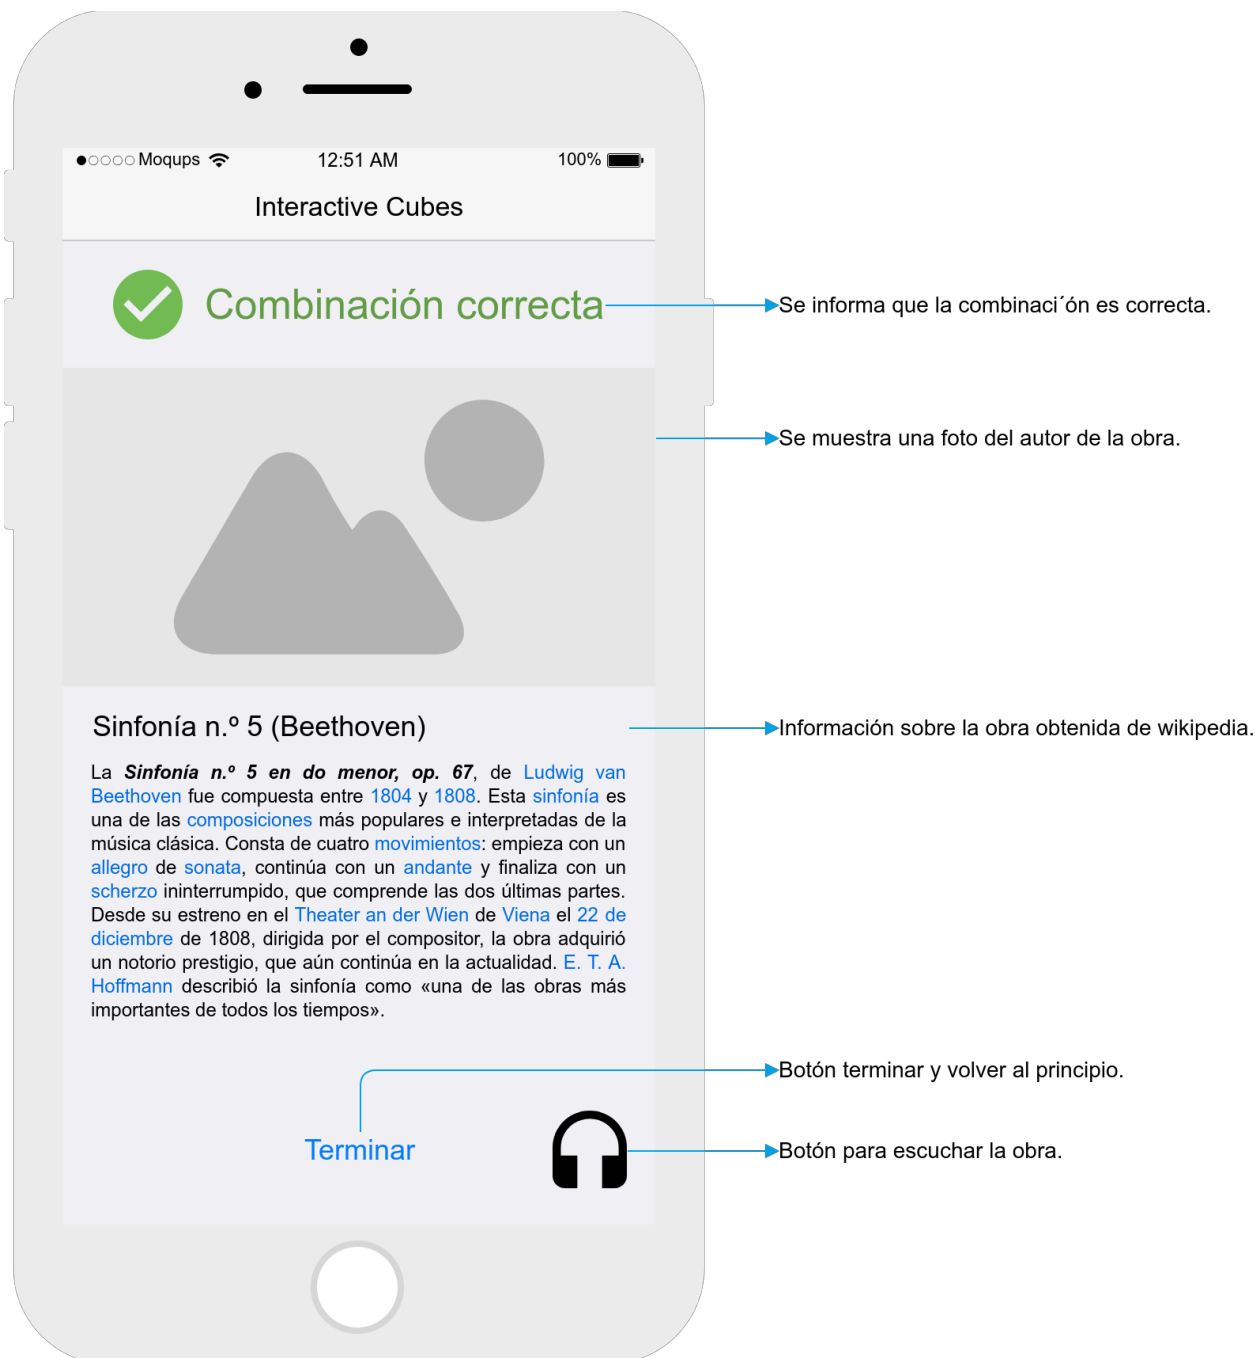 Moqups 12:51 AM 100%
Interactive Cubes
Combinación correcta
Se informa que la combinaci´ón es correcta.
Se muestra una foto del autor de la obra.
Sinfonía n.º 5 (Beethoven)
Información sobre la obra obtenida de wikipedia.
La Sinfonía n.º 5 en do menor, op. 67, de Ludwig van
Beethoven fue compuesta entre 1804 y 1808. Esta sinfonía es
una de las composiciones más populares e interpretadas de la
música clásica. Consta de cuatro movimientos: empieza con un
allegro de sonata, continúa con un andante y finaliza con un
scherzo ininterrumpido, que comprende las dos últimas partes.
Desde su estreno en el Theater an der Wien de Viena el 22 de
diciembre de 1808, dirigida por el compositor, la obra adquirió
un notorio prestigio, que aún continúa en la actualidad. E. T. A.
Hoffmann describió la sinfonía como «una de las obras más
importantes de todos los tiempos».
Botón terminar y volver al principio.
Terminar
Botón para escuchar la obra.